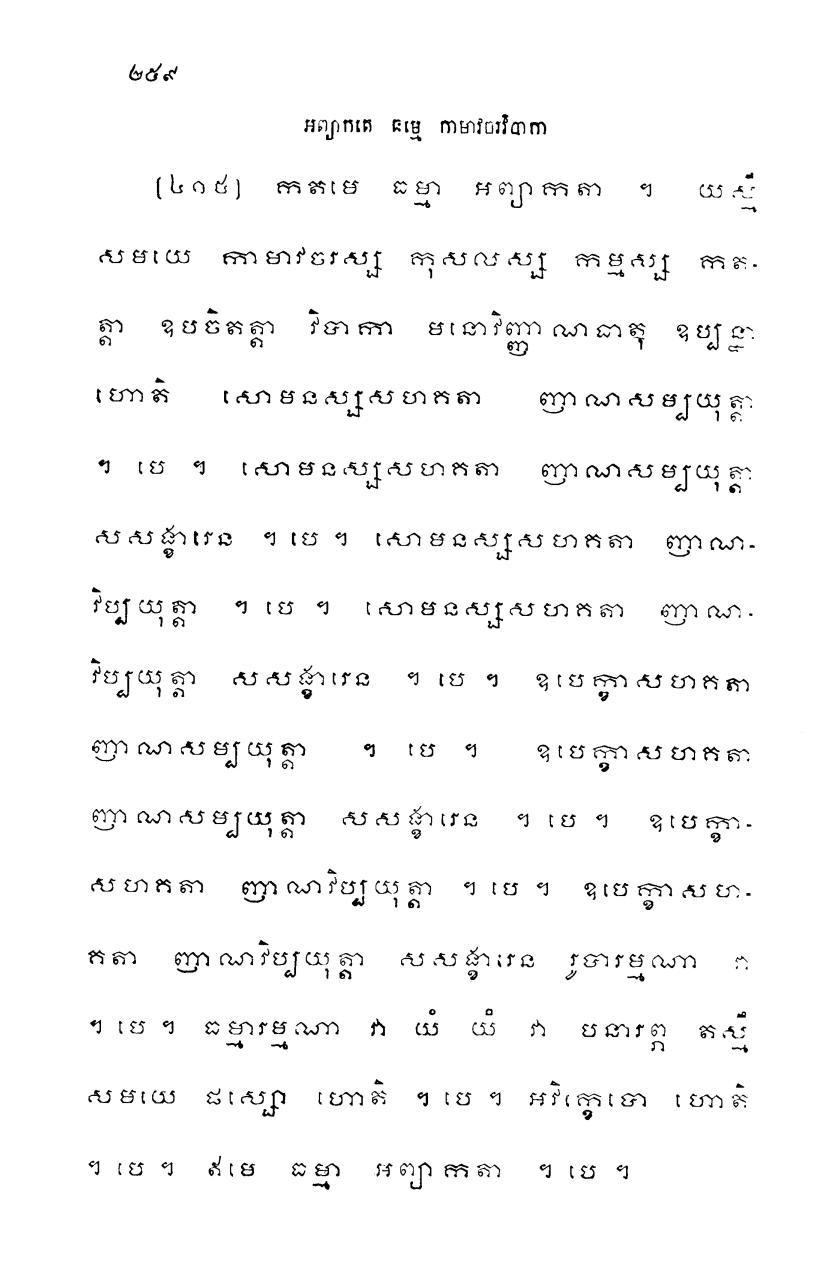 ២៥៩
អព្យាកតេ ធម្មេ កាមាវចរវិបាកា
[៤១៥] កតមេ ធម្មា អព្យាកតា ។ យស្មឹ
សមយេ កាមាវចរស្ស កុសលស្ស កម្មស្ស កត-
ត្តា ឧបចិតត្តា វិបាកា មនោវិញ្ញាណធាតុ ឧប្បន្នា
ហោតិ សោមនស្សសហគតា ញាណសម្បយុត្តា
។ បេ ។ សោមនស្សសហគតា ញាណសម្បយុត្តា
សសង្ខារេន ។ បេ ។ សោមនស្សសហគតា ញាណ-
វិប្បយុត្តា ។ បេ ។ សោមនស្សសហគតា ញាណ-
វិប្បយុត្តា សសង្ខារេន ។ បេ ។ ឧបេក្ខាសហគតា
ញាណសម្បយុត្តា ។ បេ ។ ឧបេក្ខាសហគតា
ញាណសម្បយុត្តា សសង្ខារេន ។ បេ ។ ឧបេក្ខា-
សហគតា ញាណវិប្បយុត្តា ។ បេ ។ ឧបេក្ខាសហ-
គតា ញាណវិប្បយុត្តា សសង្ខារេន រូបារម្មណា វា
។ បេ ។ ធម្មារម្មណា វា យំ យំ វា បនារព្ភ តស្មឹ
សមយេ ផស្សោ ហោតិ ។ បេ ។ អវិក្ខេបោ ហោតិ
។ បេ ។ ឥមេ ធម្មា អព្យាកតា ។ បេ ។